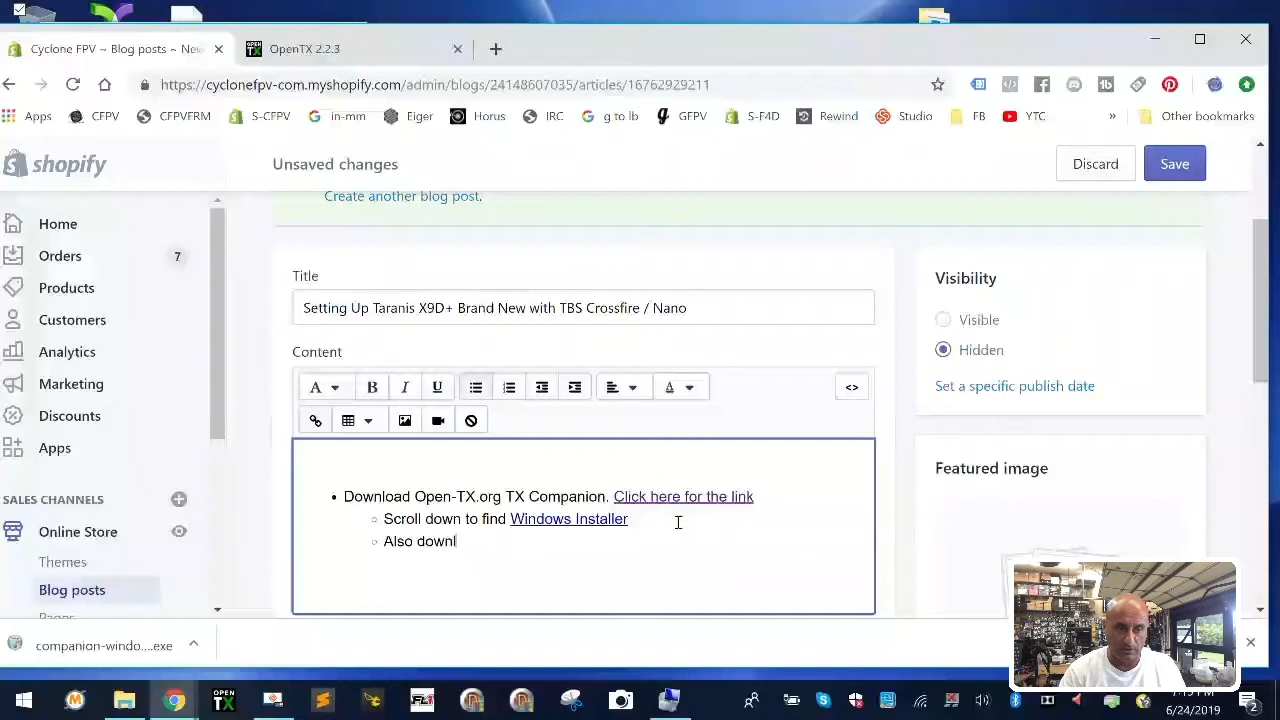 Cyclone FPV ~ Blog posts ~ New
OpenTX 2.2.3
https://cyclonefpv-com.myshopify.com/admin/blogs/24148607035/articles/16762929211
Apps CFPV CFPVFRM S-CFPV in-mm Eiger Horus IRC g to lb GFPV S-F4D Rewind Studio FB YTC » Other bookmarks
shopify
Unsaved changes
Discard
Save
Create another blog post.
Home
Orders 7
Products
Customers
Analytics
Marketing
Discounts
Apps
SALES CHANNELS
Online Store
Themes
Blog posts
Title
Setting Up Taranis X9D+ Brand New with TBS Crossfire / Nano
Content
A B I U A <>
• Download Open-TX.org TX Companion. Click here for the link
○ Scroll down to find Windows Installer
○ Also downl
Visibility
Visible
Hidden
Set a specific publish date
Featured image
companion-windo....exe
OPEN TX
6/24/2019
2